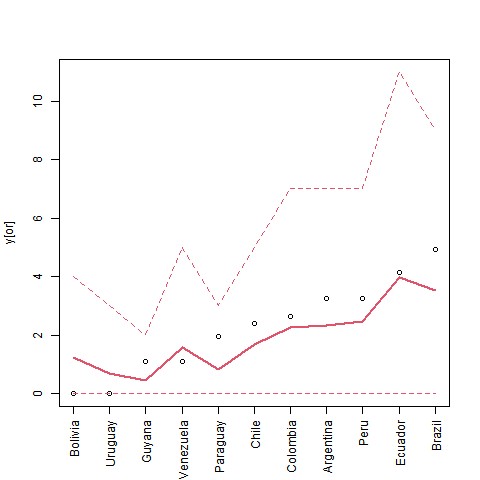 10
8
6
4
2
0
y[or]
Bolivia
Uruguay
Guyana
Venezuela
Paraguay
Chile
Colombia
Argentina
Peru
Ecuador
Brazil